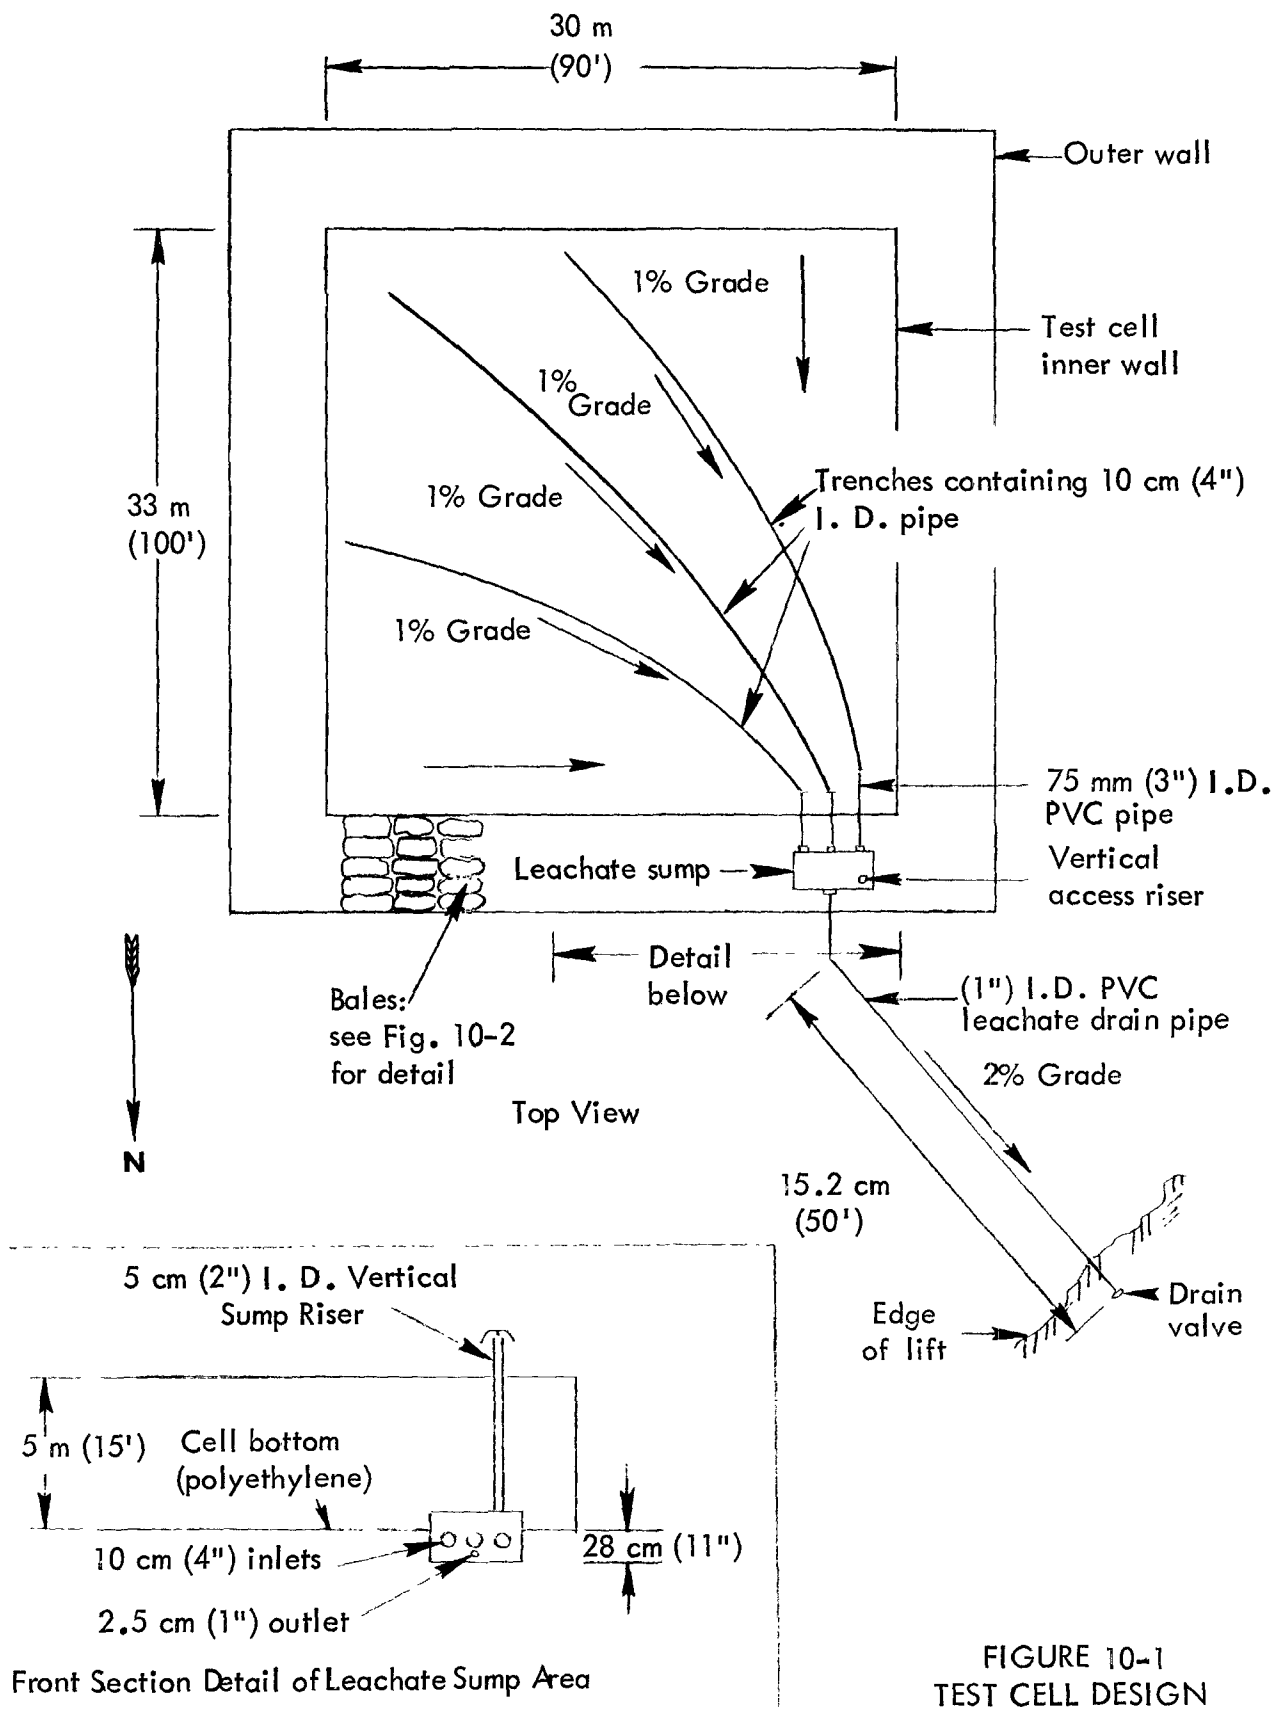 30 m
(90')
Outer wall
1% Grade
Test cell
inner wall
1%
Grade
1% Grade
Trenches containing 10 cm (4")
I. D. pipe
33 m
(100')
1% Grade
75 mm (3") I.D.
PVC pipe
Leachate sump
Vertical
access riser
Detail
below
Bales:
see Fig. 10-2
for detail
(1") I.D. PVC
leachate drain pipe
2% Grade
Top View
N
15.2 cm
(50')
Drain
valve
Edge
of lift
5 cm (2") I. D. Vertical
Sump Riser
5 m (15')
Cell bottom
(polyethylene)
10 cm (4") inlets
28 cm (11")
2.5 cm (1") outlet
Front Section Detail of Leachate Sump Area
FIGURE 10-1
TEST CELL DESIGN